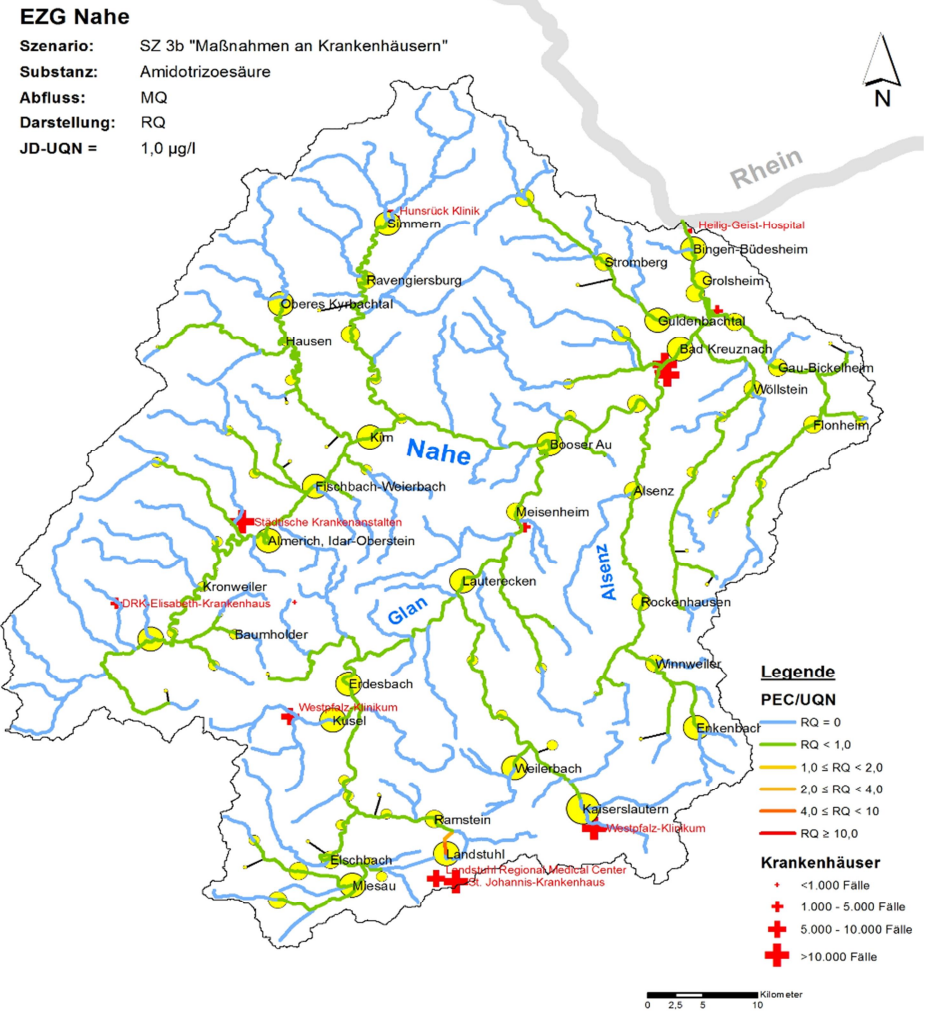 EZG Nahe
Szenario: SZ 3b "Maßnahmen an Krankenhäusern"
Substanz: Amidotrizoesäure
Abfluss: MQ
Darstellung: RQ
JD-UQN = 1,0 µg/l
N
Rhein
Hunsrück Klinik
Simmern
Heilig-Geist-Hospital
Bingen-Büdesheim
Stromberg
Ravengiersburg
Grolsheim
Oberes Kyrbachtal
Guldenbachtal
Hausen
Bad Kreuznach
Gau-Bickelheim
Wöllstein
Flonheim
Kirn
Nahe
Booser Au
Fischbach-Weierbach
Alsenz
Meisenheim
Städtische Krankenanstalten
Almerich, Idar-Oberstein
Alsenz
Lauterecken
Kronweiler
DRK-Elisabeth-Krankenhaus
Glan
Rockenhausen
Baumholder
Winnweiler
Erdesbach
Westpfalz-Klinikum
Kusel
Enkenbach
Weilerbach
Kaiserslautern
Westpfalz-Klinikum
Ramstein
Landstuhl
Elschbach
Landstuhl Regional Medical Center
St. Johannis-Krankenhaus
Miesau
Legende
PEC/UQN
RQ = 0
RQ < 1,0
1,0 ≤ RQ < 2,0
2,0 ≤ RQ < 4,0
4,0 ≤ RQ < 10
RQ ≥ 10,0
Krankenhäuser
<1.000 Fälle
1.000 - 5.000 Fälle
5.000 - 10.000 Fälle
>10.000 Fälle
Kilometer
0 2,5 5 10